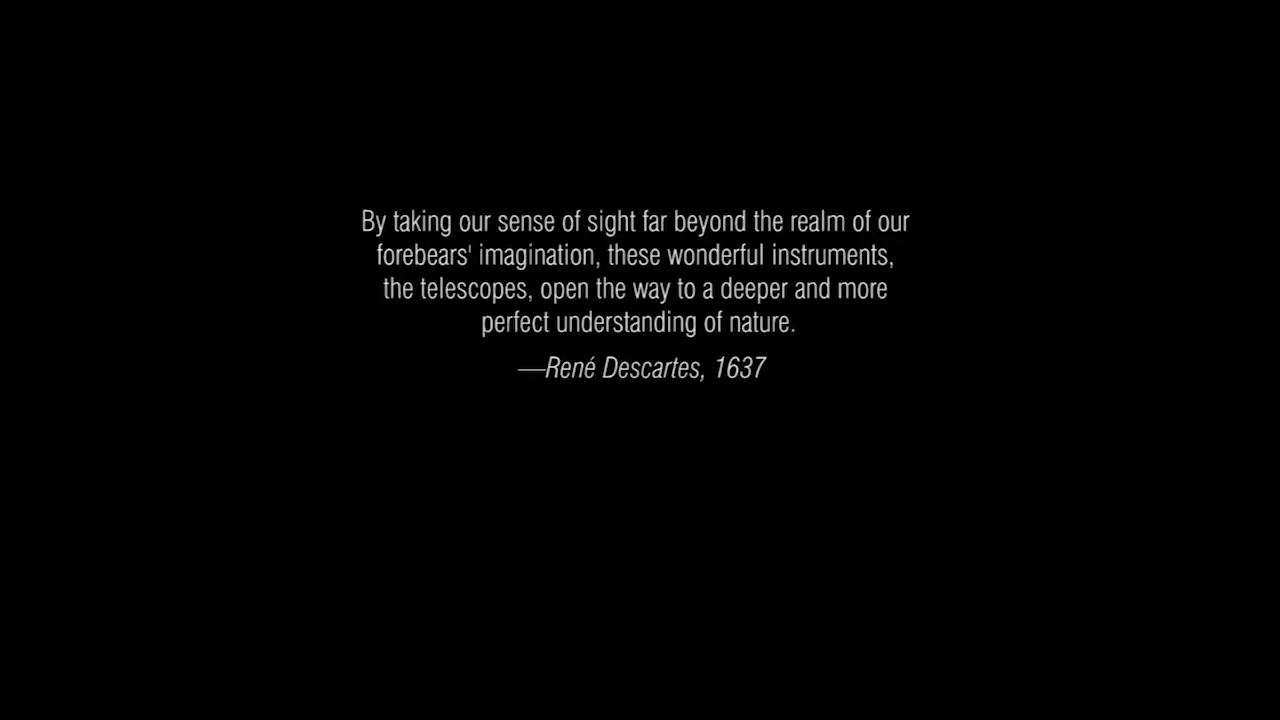 By taking our sense of sight far beyond the realm of our
forebears' imagination, these wonderful instruments,
the telescopes, open the way to a deeper and more
perfect understanding of nature.
—René Descartes, 1637